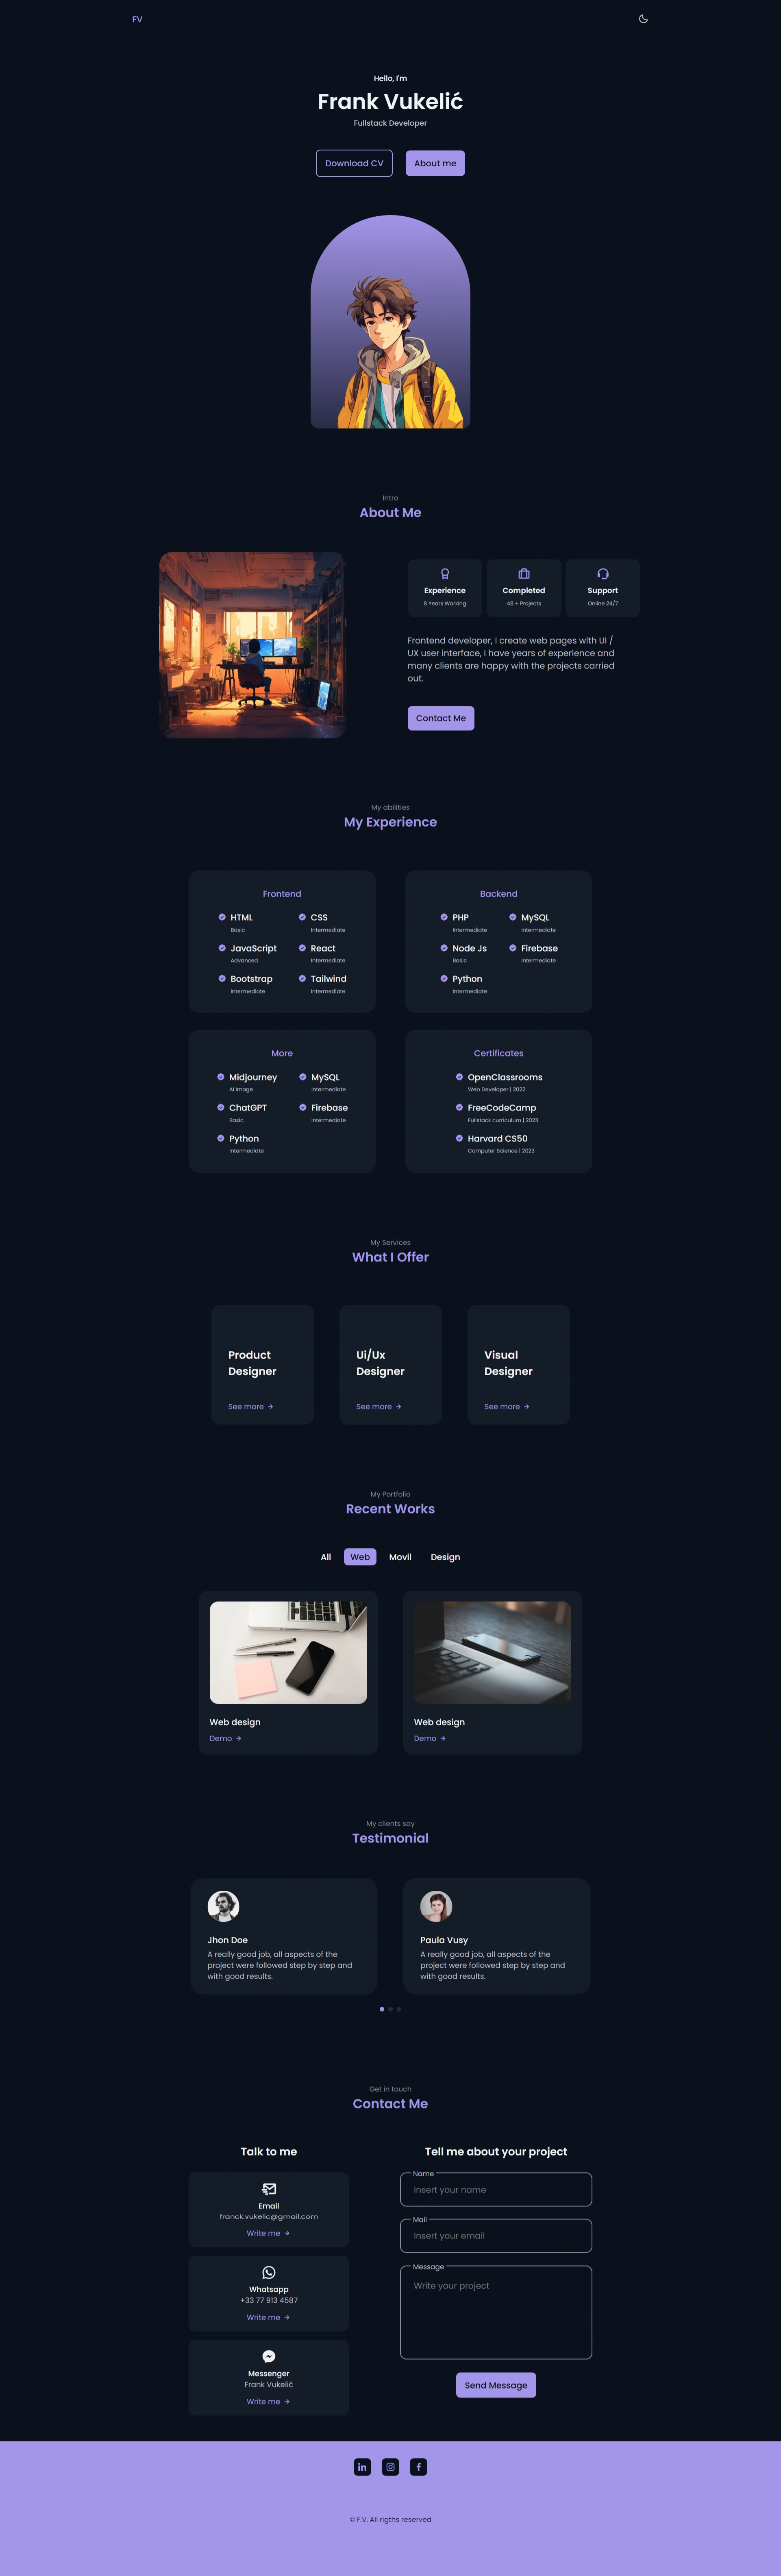 FV
Hello, I'm
Frank Vukelić
Fullstack Developer
Download CV
About me
Intro
About Me
Experience
8 Years Working
Completed
48 + Projects
Support
Online 24/7
Frontend developer, I create web pages with UI /
UX user interface, I have years of experience and
many clients are happy with the projects carried
out.
Contact Me
My abilities
My Experience
Frontend
HTML
Basic
CSS
Intermediate
JavaScript
Advanced
React
Intermediate
Bootstrap
Intermediate
Tailwind
Intermediate
Backend
PHP
Intermediate
MySQL
Intermediate
Node Js
Basic
Firebase
Intermediate
Python
Intermediate
More
Midjourney
AI Image
MySQL
Intermediate
ChatGPT
Basic
Firebase
Intermediate
Python
Intermediate
Certificates
OpenClassrooms
Web Developer | 2022
FreeCodeCamp
Fullstack curriculum | 2023
Harvard CS50
Computer Science | 2023
My Services
What I Offer
Product
Designer
See more
Ui/Ux
Designer
See more
Visual
Designer
See more
My Portfolio
Recent Works
All
Web
Movil
Design
Web design
Demo
Web design
Demo
My clients say
Testimonial
Jhon Doe
A really good job, all aspects of the
project were followed step by step and
with good results.
Paula Vusy
A really good job, all aspects of the
project were followed step by step and
with good results.
Get in touch
Contact Me
Talk to me
Email
franck.vukelic@gmail.com
Write me
Whatsapp
+33 77 913 4587
Write me
Messenger
Frank Vukelić
Write me
Tell me about your project
Name
Insert your name
Mail
Insert your email
Message
Write your project
Send Message
© F.V. All rigths reserved